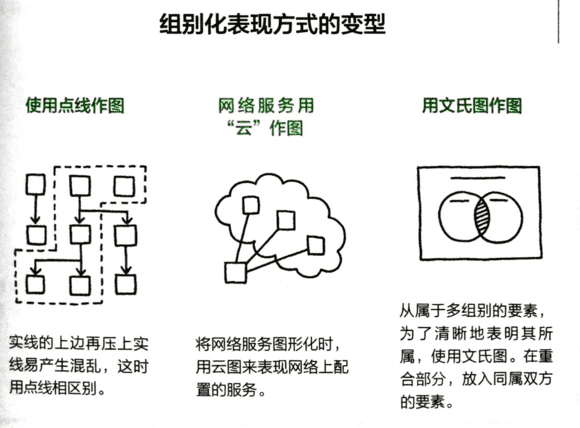 组别化表现方式的变型
使用点线作图
实线的上边再压上实
线易产生混乱，这时
用点线相区别。
网络服务用
“云”作图
将网络服务图形化时，
用云图来表现网络上配
置的服务。
用文氏图作图
从属于多组别的要素，
为了清晰地表明其所
属，使用文氏图。在重
合部分，放入同属双方
的要素。